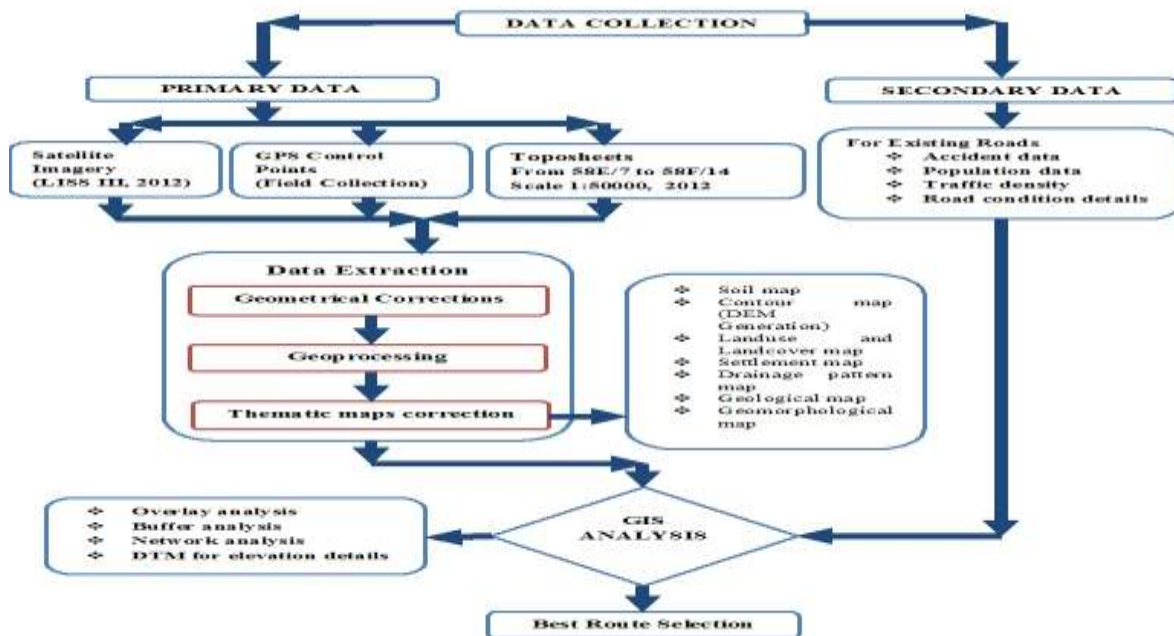 DATA COLLECTION
PRIMARY DATA
SECONDARY DATA
Satellite
Imagery
(LISS III, 2012)
GPS Control
Points
(Field Collection)
Toposheets
From 58E/7 to 58F/14
Scale 1:50000, 2012
For Existing Roads
❖ Accident data
❖ Population data
❖ Traffic density
❖ Road condition details
Data Extraction
Geometrical Corrections
Geoprocessing
Thematic maps correction
❖ Soil map
❖ Contour map
(DEM
Generation)
❖ Landuse and
Landcover map
❖ Settlement map
❖ Drainage pattern
map
❖ Geological map
❖ Geomorphological
map
❖ Overlay analysis
❖ Buffer analysis
❖ Network analysis
❖ DTM for elevation details
GIS
ANALYSIS
Best Route Selection